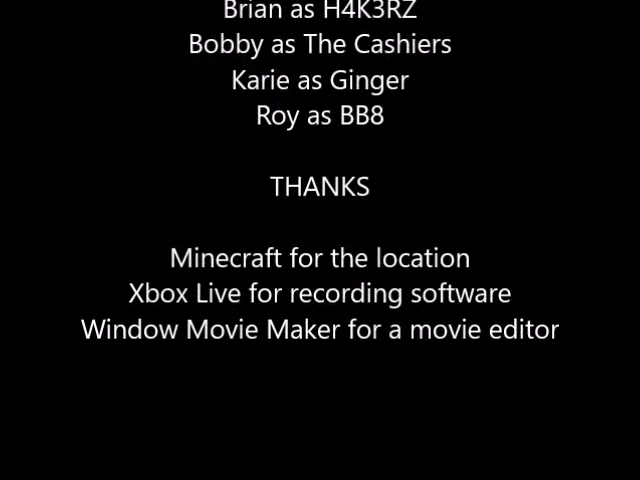 Brian as H4K3RZ
Bobby as The Cashiers
Karie as Ginger
Roy as BB8
THANKS
Minecraft for the location
Xbox Live for recording software
Window Movie Maker for a movie editor